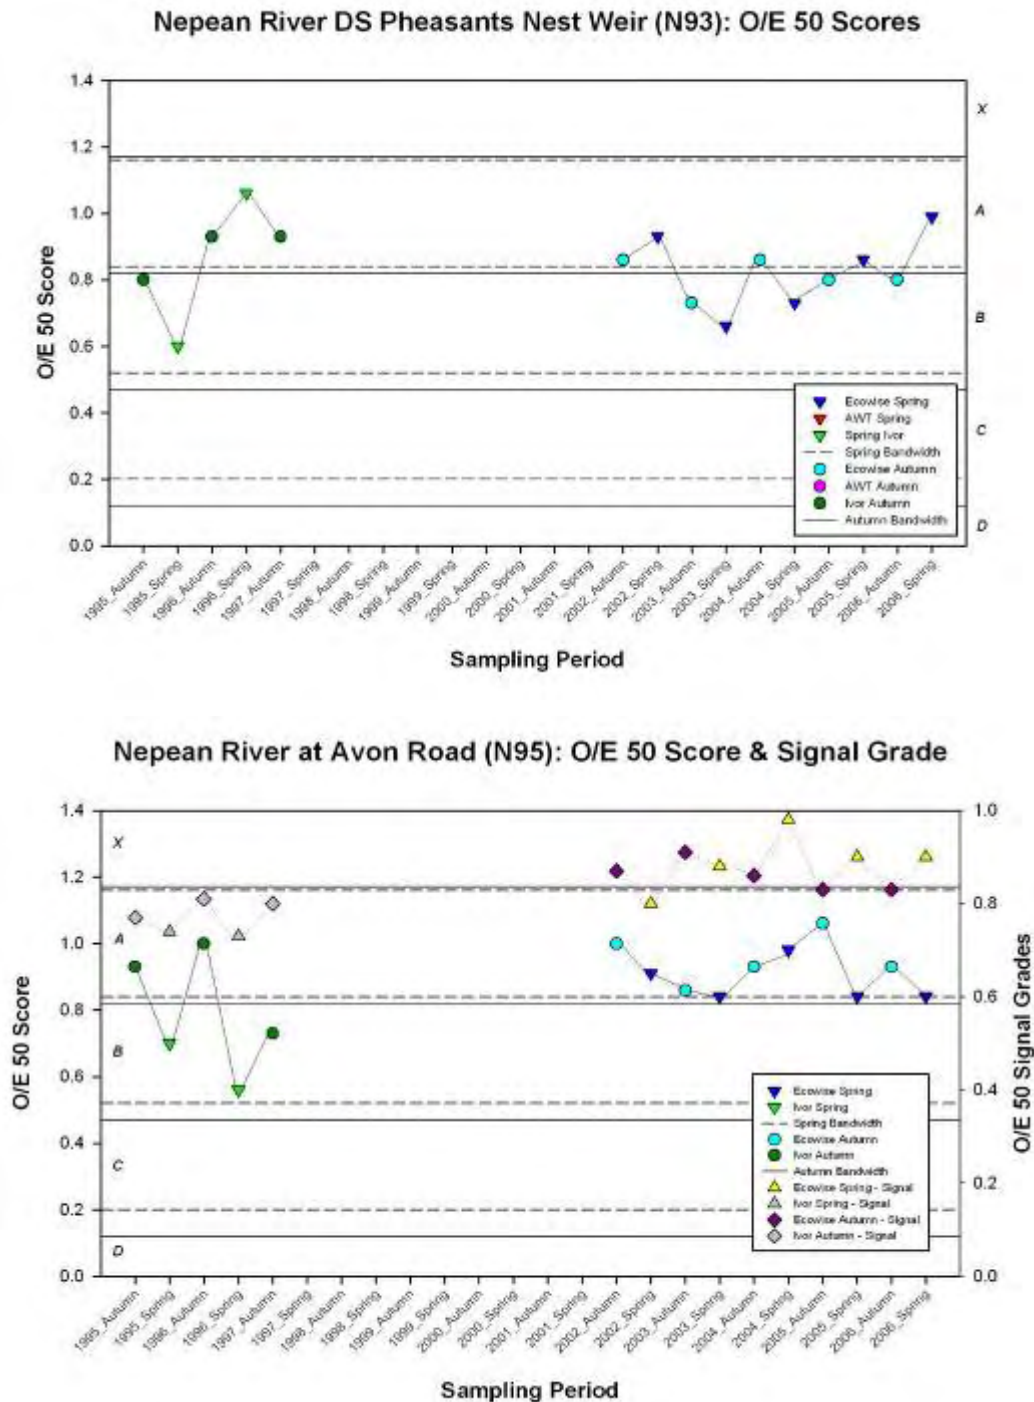 Nepean River DS Pheasants Nest Weir (N93): O/E 50 Scores
1.4
1.2
1.0
0.8
0.6
0.4
0.2
0.0
O/E 50 Score
X
A
B
C
D
Ecowise Spring
AWT Spring
Spring Ivor
Spring Bandwidth
Ecowise Autumn
AWT Autumn
Ivor Autumn
Autumn Bandwidth
1995_Autumn
1995_Spring
1996_Autumn
1996_Spring
1997_Autumn
1997_Spring
1998_Autumn
1998_Spring
1999_Autumn
1999_Spring
2000_Autumn
2000_Spring
2001_Autumn
2001_Spring
2002_Autumn
2002_Spring
2003_Autumn
2003_Spring
2004_Autumn
2004_Spring
2005_Autumn
2005_Spring
2006_Autumn
2006_Spring
Sampling Period
Nepean River at Avon Road (N95): O/E 50 Score & Signal Grade
1.4
1.2
1.0
0.8
0.6
0.4
0.2
0.0
O/E 50 Score
X
A
B
C
D
1.0
0.8
0.6
0.4
0.2
0.0
O/E 50 Signal Grades
Ecowise Spring
Ivor Spring
Spring Bandwidth
Ecowise Autumn
Ivor Autumn
Autumn Bandwidth
Ecowise Spring - Signal
Ivor Spring - Signal
Ecowise Autumn - Signal
Ivor Autumn - Signal
1995_Autumn
1995_Spring
1996_Autumn
1996_Spring
1997_Autumn
1997_Spring
1998_Autumn
1998_Spring
1999_Autumn
1999_Spring
2000_Autumn
2000_Spring
2001_Autumn
2001_Spring
2002_Autumn
2002_Spring
2003_Autumn
2003_Spring
2004_Autumn
2004_Spring
2005_Autumn
2005_Spring
2006_Autumn
2006_Spring
Sampling Period